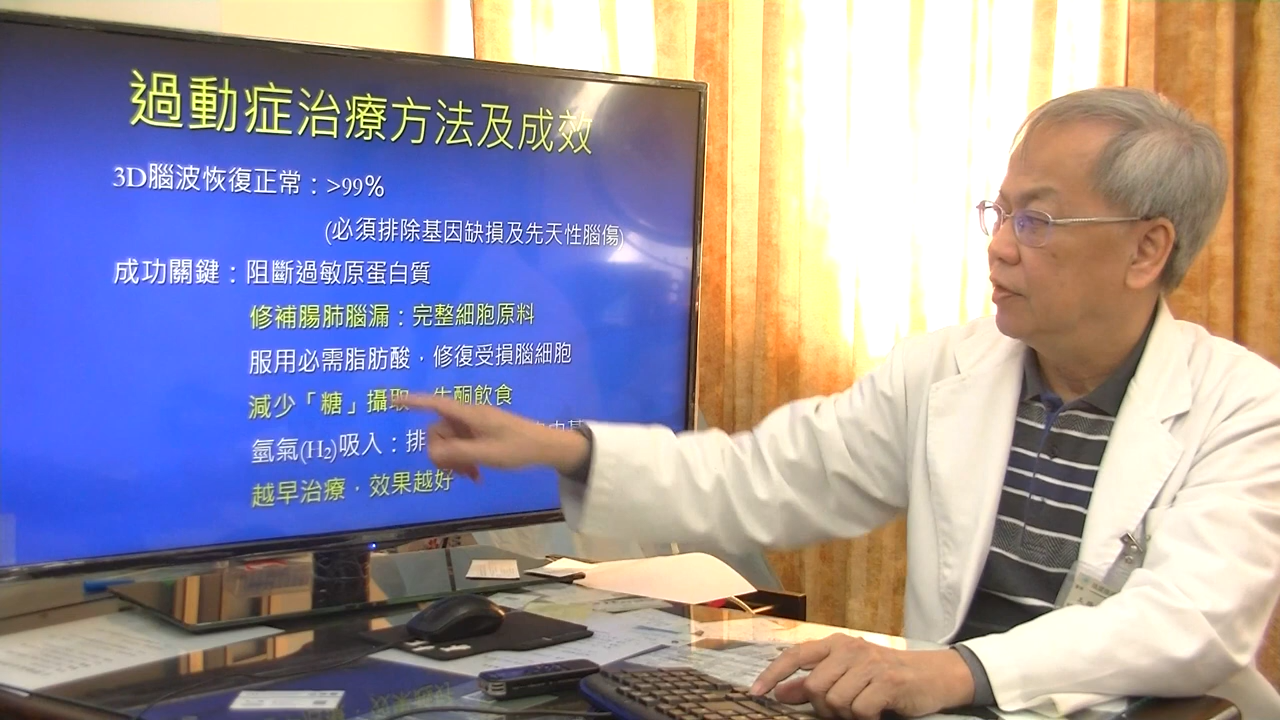 過動症治療方法及成效
3D腦波恢復正常：>99%
(必須排除基因缺損及先天性腦傷)
成功關鍵：阻斷過敏原蛋白質
修補腸肺腦漏：完整細胞原料
服用必需脂肪酸，修復受損腦細胞
減少「糖」攝取 生酮飲食
氫氣(H₂)吸入：排
越早治療，效果越好